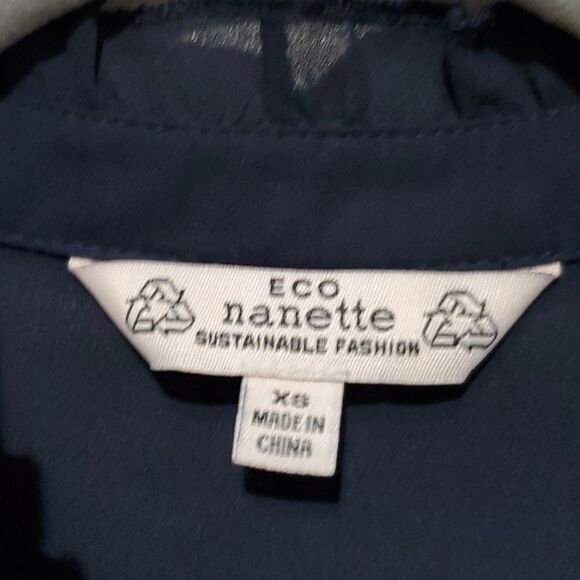 ECO
nanette
SUSTAINABLE FASHION
XS
MADE IN
CHINA